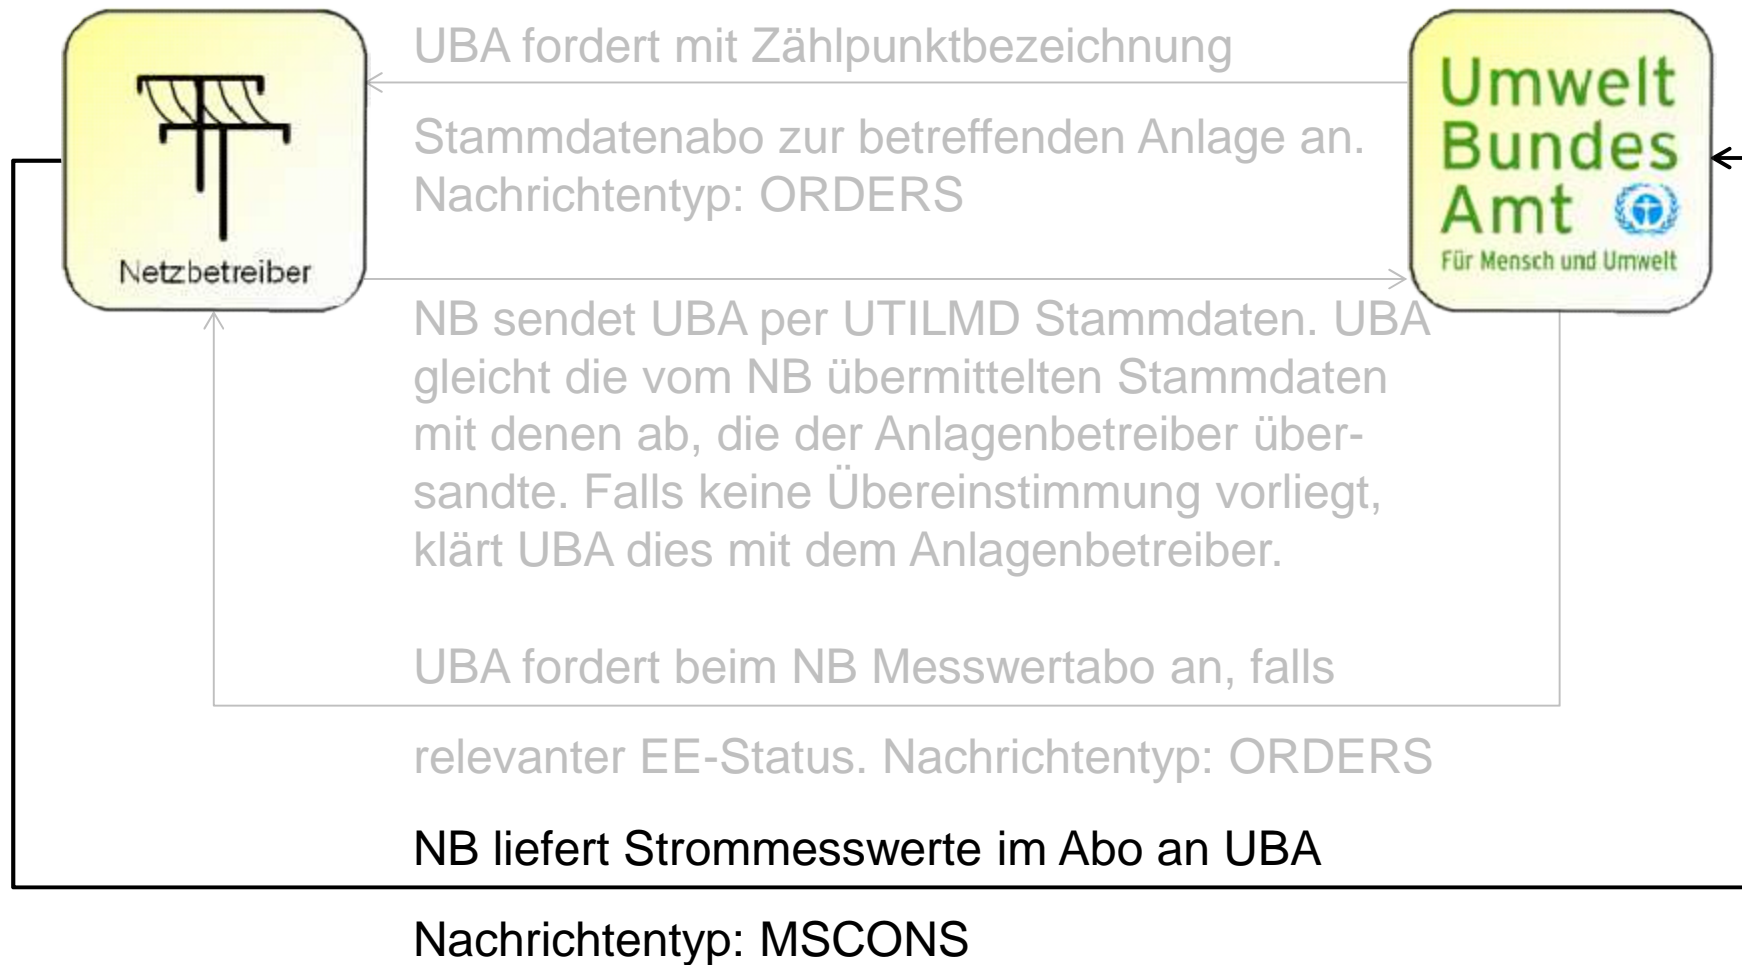 UBA fordert mit Zählpunktbezeichnung
Stammdatenabo zur betreffenden Anlage an.
Nachrichtentyp: ORDERS
Netzbetreiber
Umwelt
Bundes
Amt
Für Mensch und Umwelt
NB sendet UBA per UTILMD Stammdaten. UBA
gleicht die vom NB übermittelten Stammdaten
mit denen ab, die der Anlagenbetreiber über-
sandte. Falls keine Übereinstimmung vorliegt,
klärt UBA dies mit dem Anlagenbetreiber.
UBA fordert beim NB Messwertabo an, falls
relevanter EE-Status. Nachrichtentyp: ORDERS
NB liefert Strommesswerte im Abo an UBA
Nachrichtentyp: MSCONS